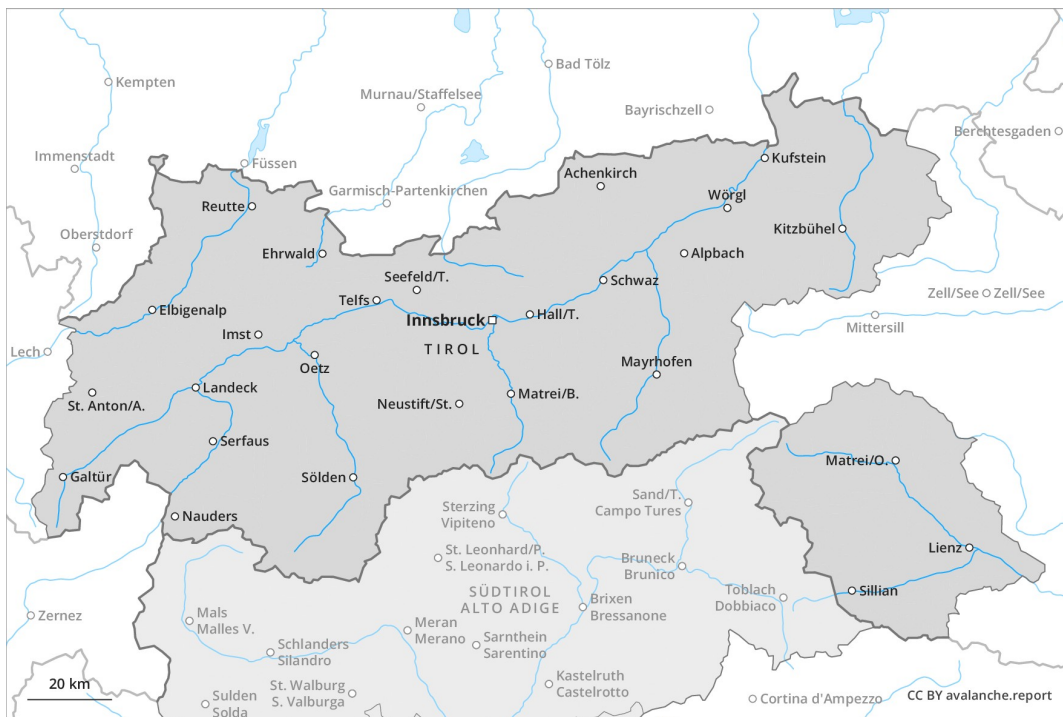 Kempten
Bad Tölz
Murnau/Staffelsee
Bayrischzell
Berchtesgaden
Immenstadt
Füssen
Kufstein
Achenkirch
Garmisch-Partenkirchen
Wörgl
Reutte
Kitzbühel
Oberstdorf
Ehrwald
Alpbach
Seefeld/T.
Schwaz
Telfs
Zell/See
Zell/See
Elbigenalp
Hall/T.
Innsbruck
Mittersill
Imst
TIROL
Lech
Oetz
Mayrhofen
Landeck
Matrei/B.
St. Anton/A.
Neustift/St.
Serfaus
Matrei/O.
Galtür
Sölden
Sand/T.
Campo Tures
Sterzing
Vipiteno
Nauders
Lienz
St. Leonhard/P.
S. Leonardo i. P.
Bruneck
Brunico
SÜDTIROL
ALTO ADIGE
Toblach
Dobbiaco
Sillian
Brixen
Bressanone
Zernez
Mals
Malles V.
Meran
Merano
Sarnthein
Sarentino
Schlanders
Silandro
Kastelruth
Castelrotto
20 km
St. Walburg
S. Valburga
Sulden
Solda
Cortina d'Ampezzo
CC BY avalanche.report